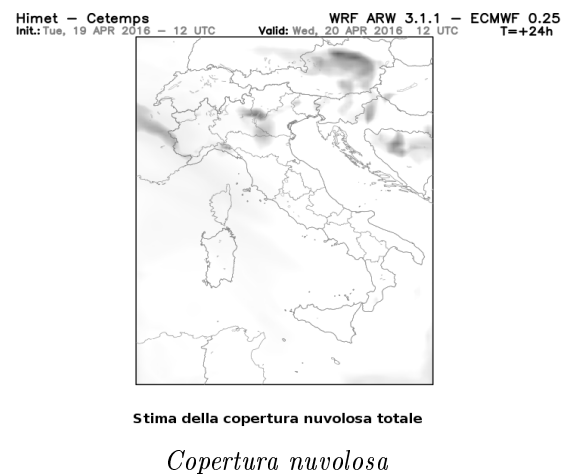 Himet – Cetemps WRF ARW 3.1.1 – ECMWF 0.25
Init.: Tue, 19 APR 2016 – 12 UTC Valid: Wed, 20 APR 2016 12 UTC T=+24h
Stima della copertura nuvolosa totale
Copertura nuvolosa